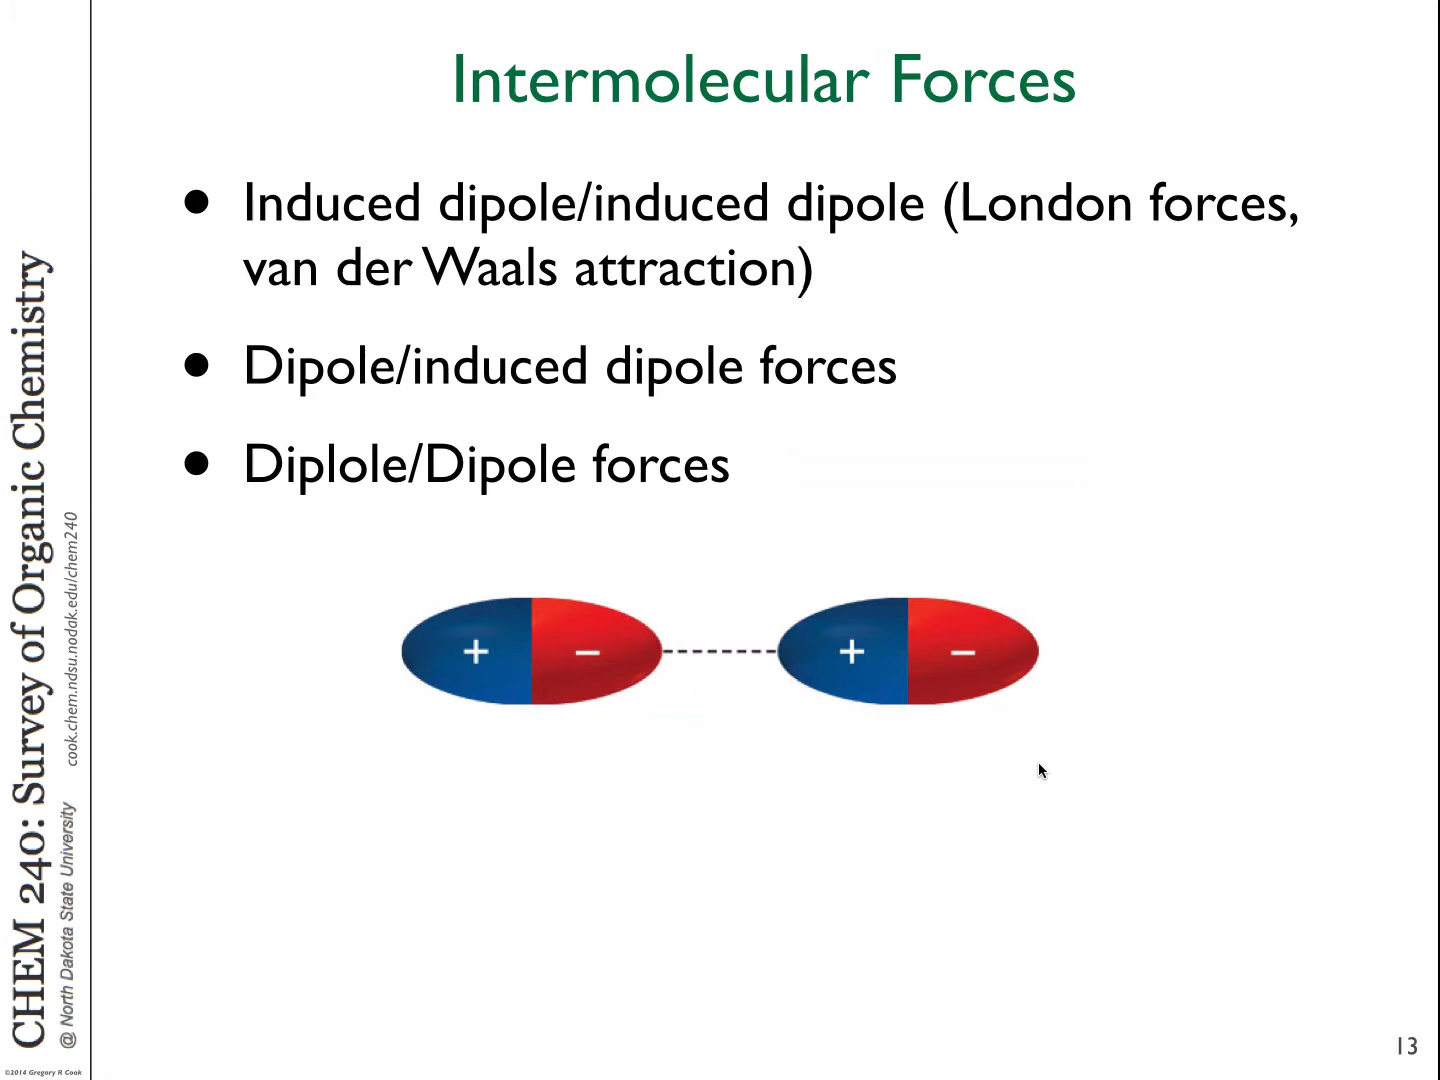 Intermolecular Forces
• Induced dipole/induced dipole (London forces,
van der Waals attraction)
• Dipole/induced dipole forces
• Diplole/Dipole forces
+ – + –
CHEM 240: Survey of Organic Chemistry
@ North Dakota State University cook.chem.ndsu.nodak.edu/chem240
©2014 Gregory R Cook
13